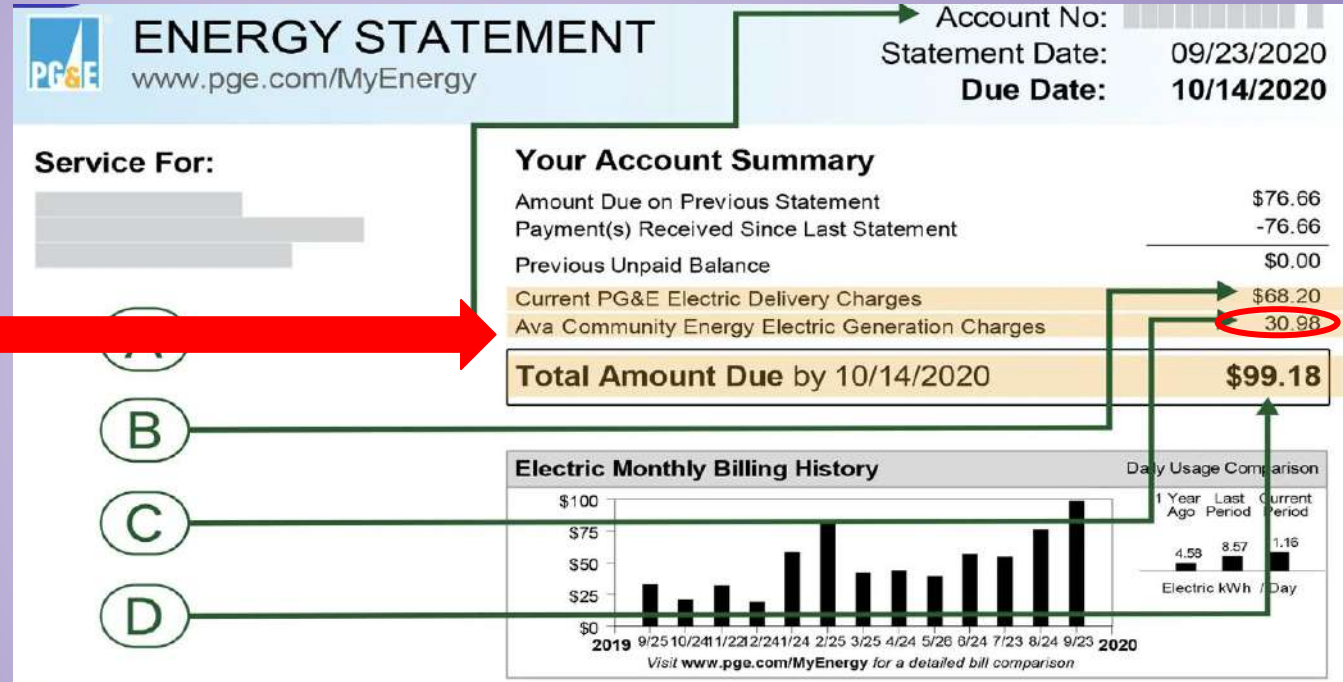 PG&E
ENERGY STATEMENT
www.pge.com/MyEnergy
Account No:
Statement Date: 09/23/2020
Due Date: 10/14/2020
Service For:
Your Account Summary
Amount Due on Previous Statement $76.66
Payment(s) Received Since Last Statement -76.66
Previous Unpaid Balance $0.00
Current PG&E Electric Delivery Charges $68.20
Ava Community Energy Electric Generation Charges 30.98
Total Amount Due by 10/14/2020 $99.18
A
B
C
D
Electric Monthly Billing History
$100
$75
$50
$25
$0
2019 9/25 10/24 11/22 12/24 1/24 2/25 3/25 4/24 5/26 6/24 7/23 8/24 9/23 2020
Visit www.pge.com/MyEnergy for a detailed bill comparison
Daily Usage Comparison
1 Year Ago Last Period Current Period
4.58 8.57 1.16
Electric kWh / Day